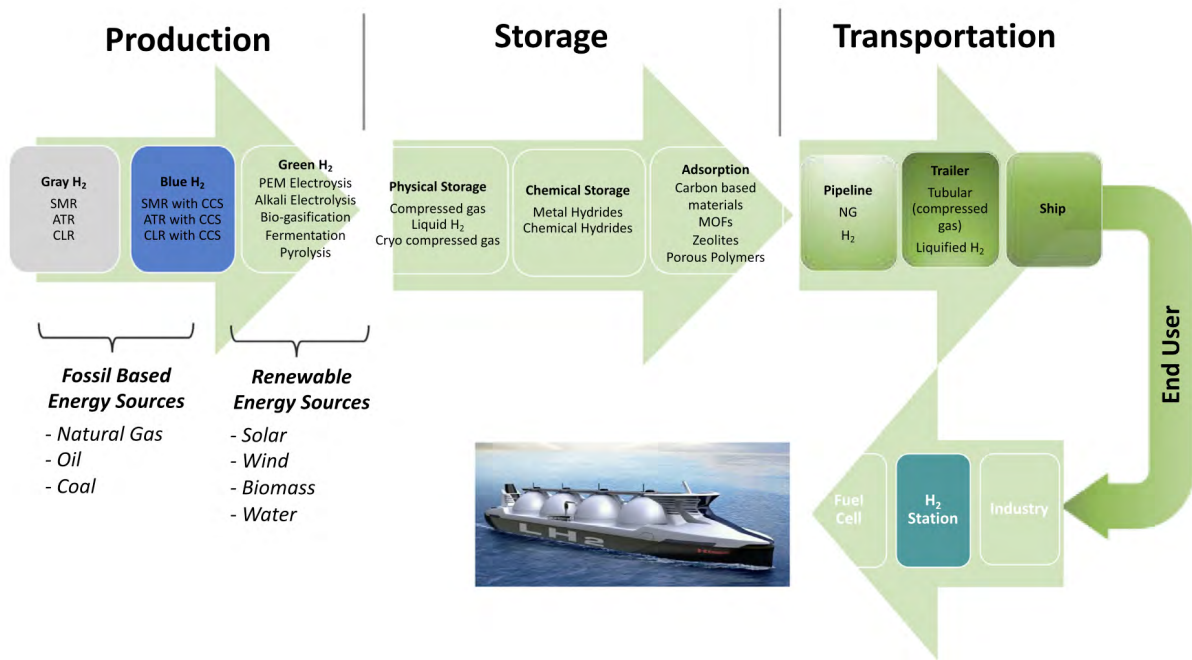 Production
Storage
Transportation
Gray H₂
SMR
ATR
CLR
Blue H₂
SMR with CCS
ATR with CCS
CLR with CCS
Green H₂
PEM Electroysis
Alkali Electrolysis
Bio-gasification
Fermentation
Pyrolysis
Physical Storage
Compressed gas
Liquid H₂
Cryo compressed gas
Chemical Storage
Metal Hydrides
Chemical Hydrides
Adsorption
Carbon based
materials
MOFs
Zeolites
Porous Polymers
Pipeline
NG
H₂
Trailer
Tubular
(compressed
gas)
Liquified H₂
Ship
End User
Fossil Based
Energy Sources
- Natural Gas
- Oil
- Coal
Renewable
Energy Sources
- Solar
- Wind
- Biomass
- Water
LH2
Fuel
Cell
H₂
Station
Industry